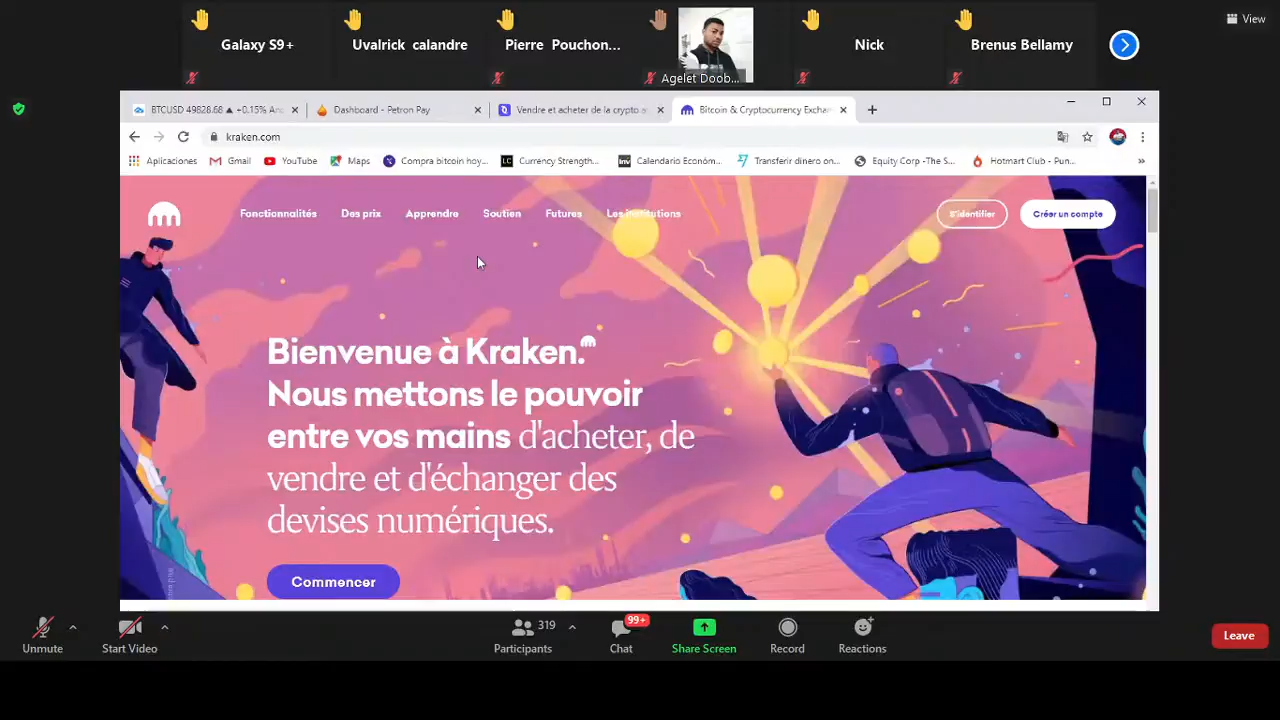 View
Galaxy S9+
Uvalrick calandre
Pierre Pouchon...
Agelet Doob...
Nick
Brenus Bellamy
BTCUSD 49828.68 ▲ +0.15% An
Dashboard - Petron Pay
Vendre et acheter de la crypto a
Bitcoin & Cryptocurrency Exchan
kraken.com
Aplicaciones
Gmail
YouTube
Maps
Compra bitcoin hoy...
Currency Strength...
Calendario Económ...
Transferir dinero on...
Equity Corp -The S...
Hotmart Club - Pun...
»
Fonctionnalités
Des prix
Apprendre
Soutien
Futures
Les institutions
S'identifier
Créer un compte
Bienvenue à Kraken.
Nous mettons le pouvoir
entre vos mains d'acheter, de
vendre et d'échanger des
devises numériques.
Commencer
Unmute
Start Video
319
Participants
99+
Chat
Share Screen
Record
Reactions
Leave